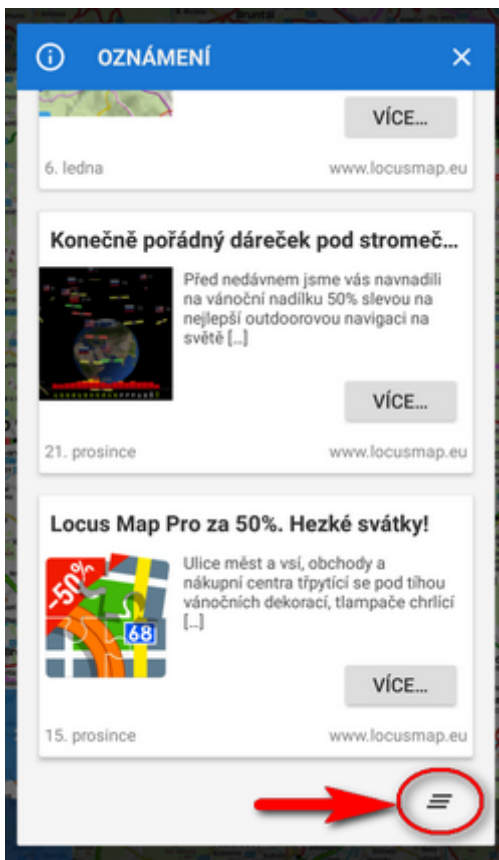 Bruntál
OZNÁMENÍ
VÍCE...
6. ledna
www.locusmap.eu
Konečně pořádný dáreček pod stromeč...
Před nedávnem jsme vás navnadili
na vánoční nadílku 50% slevou na
nejlepší outdoorovou navigaci na
světě [...]
VÍCE...
21. prosince
www.locusmap.eu
Locus Map Pro za 50%. Hezké svátky!
-50%
68
Ulice měst a vsí, obchody a
nákupní centra třpytící se pod tíhou
vánočních dekorací, tlampače chrlící
[...]
VÍCE...
15. prosince
www.locusmap.eu